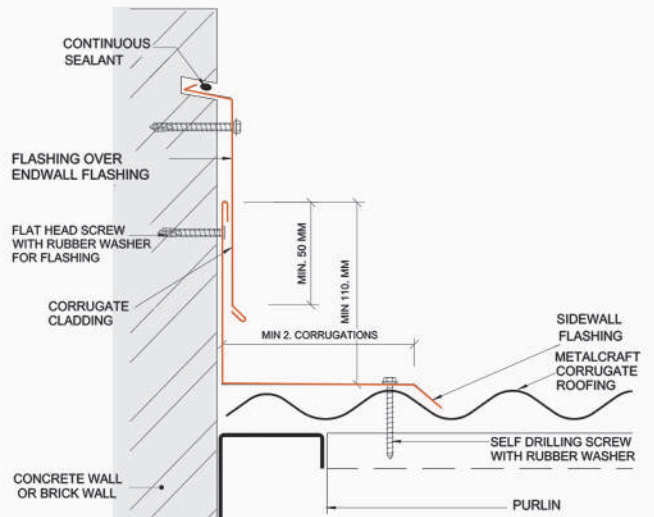 CONTINUOUS
SEALANT
FLASHING OVER
ENDWALL FLASHING
FLAT HEAD SCREW
WITH RUBBER WASHER
FOR FLASHING
CORRUGATE
CLADDING
MIN. 50 MM
MIN 110. MM
MIN 2. CORRUGATIONS
SIDEWALL
FLASHING
METALCRAFT
CORRUGATE
ROOFING
SELF DRILLING SCREW
WITH RUBBER WASHER
CONCRETE WALL
OR BRICK WALL
PURLIN